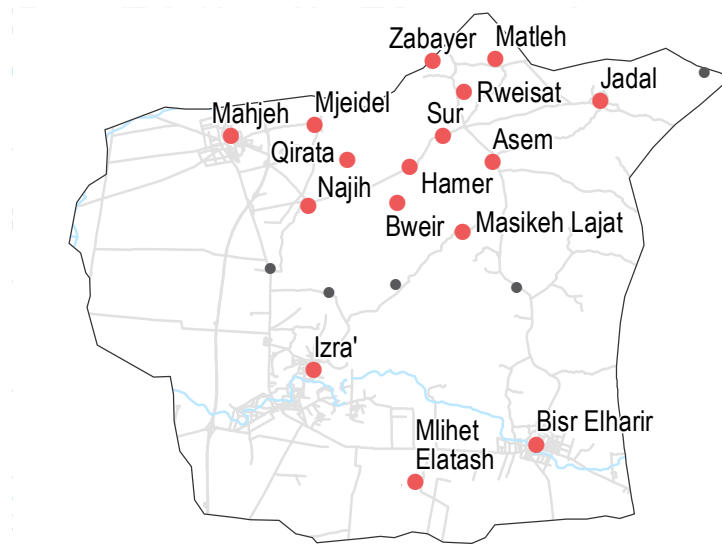 Zabayer
Matleh
Jadal
Rweisat
Mahjeh
Mjeidel
Sur
Asem
Qirata
Hamer
Najih
Bweir
Masikeh Lajat
Izra'
Bisr Elharir
Mlihet
Elatash